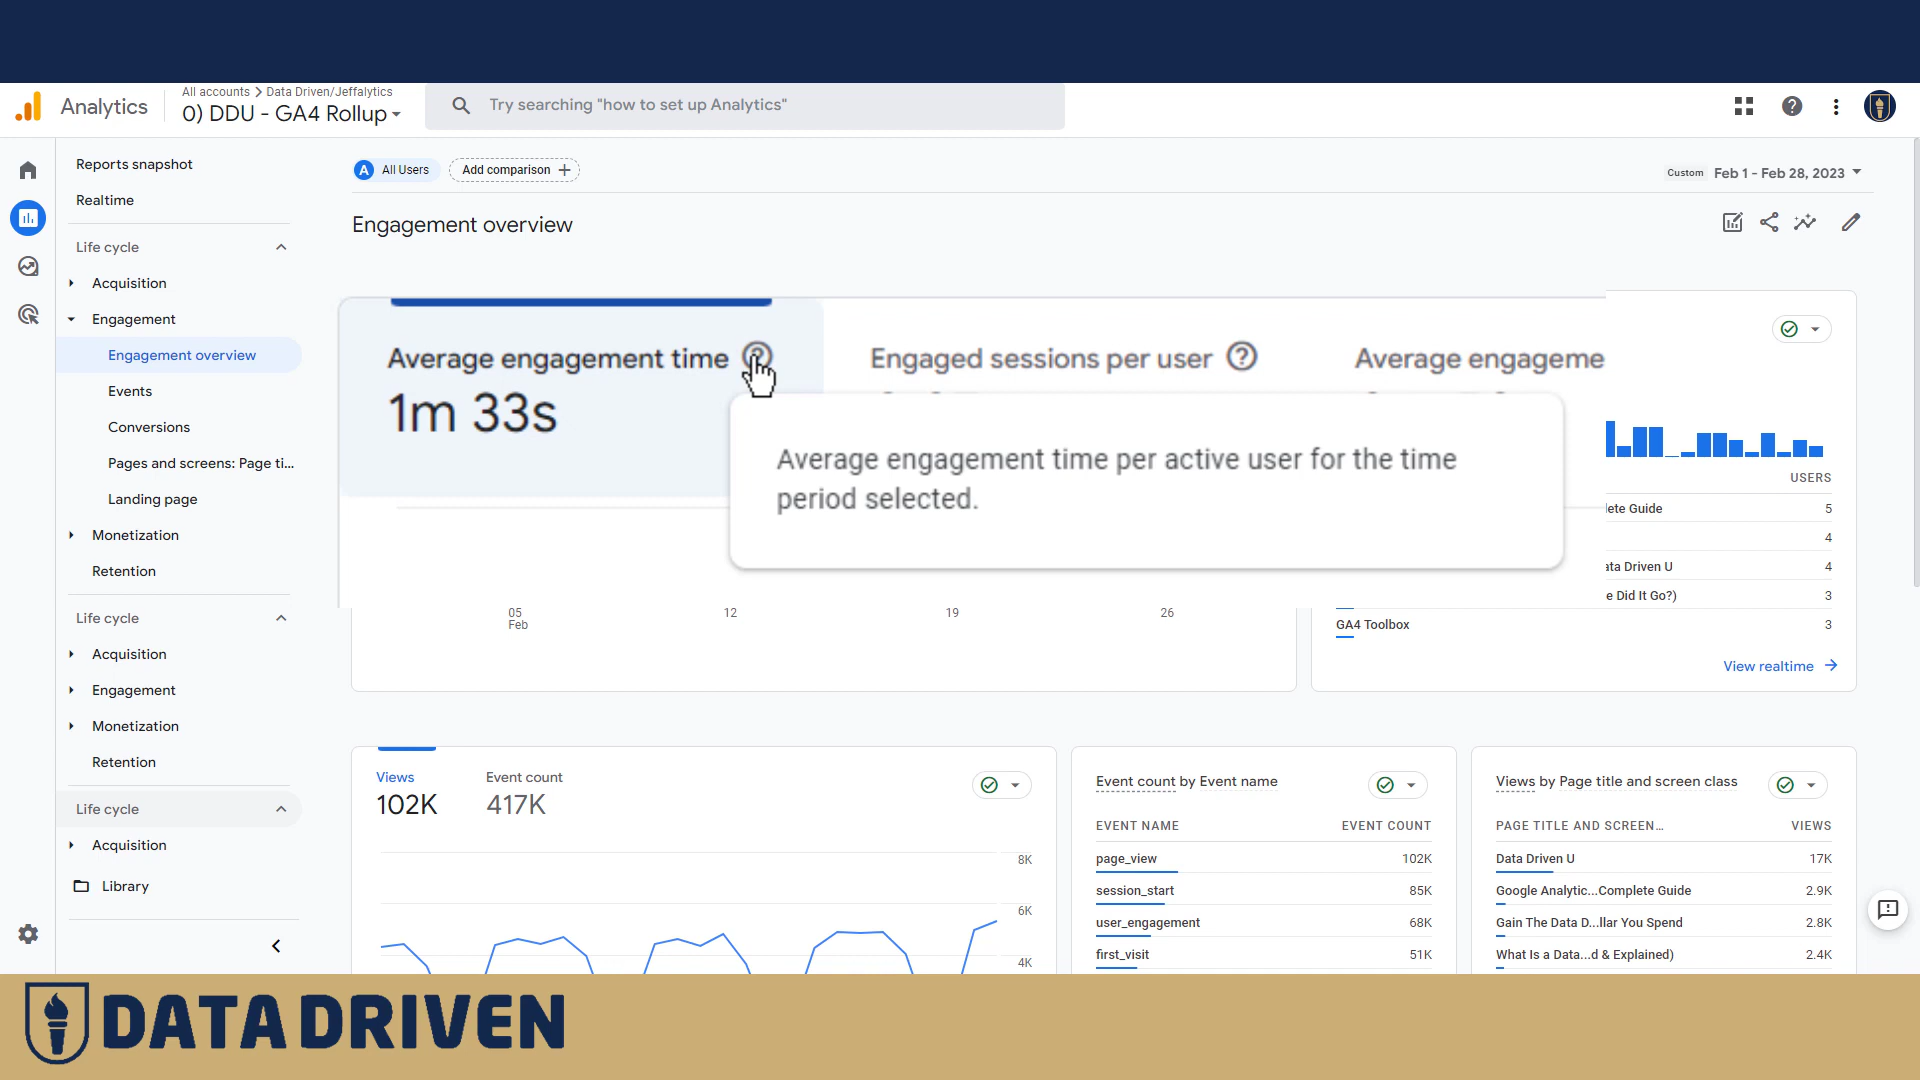 Analytics
All accounts > Data Driven/Jeffalytics
0) DDU - GA4 Rollup
Try searching "how to set up Analytics"
Reports snapshot
Realtime
Life cycle
Acquisition
Engagement
Engagement overview
Events
Conversions
Pages and screens: Page ti...
Landing page
Monetization
Retention
Life cycle
Acquisition
Engagement
Monetization
Retention
Life cycle
Acquisition
Library
A All Users
Add comparison +
Custom Feb 1 - Feb 28, 2023
Engagement overview
Average engagement time
1m 33s
Engaged sessions per user
Average engageme
Average engagement time per active user for the time
period selected.
05
Feb
12
19
26
USERS
lete Guide 5
4
ata Driven U 4
e Did It Go?) 3
GA4 Toolbox 3
View realtime
Views
102K
Event count
417K
8K
6K
4K
Event count by Event name
EVENT NAME EVENT COUNT
page_view 102K
session_start 85K
user_engagement 68K
first_visit 51K
Views by Page title and screen class
PAGE TITLE AND SCREEN... VIEWS
Data Driven U 17K
Google Analytic...Complete Guide 2.9K
Gain The Data D...llar You Spend 2.8K
What Is a Data...d & Explained) 2.4K
DATA DRIVEN